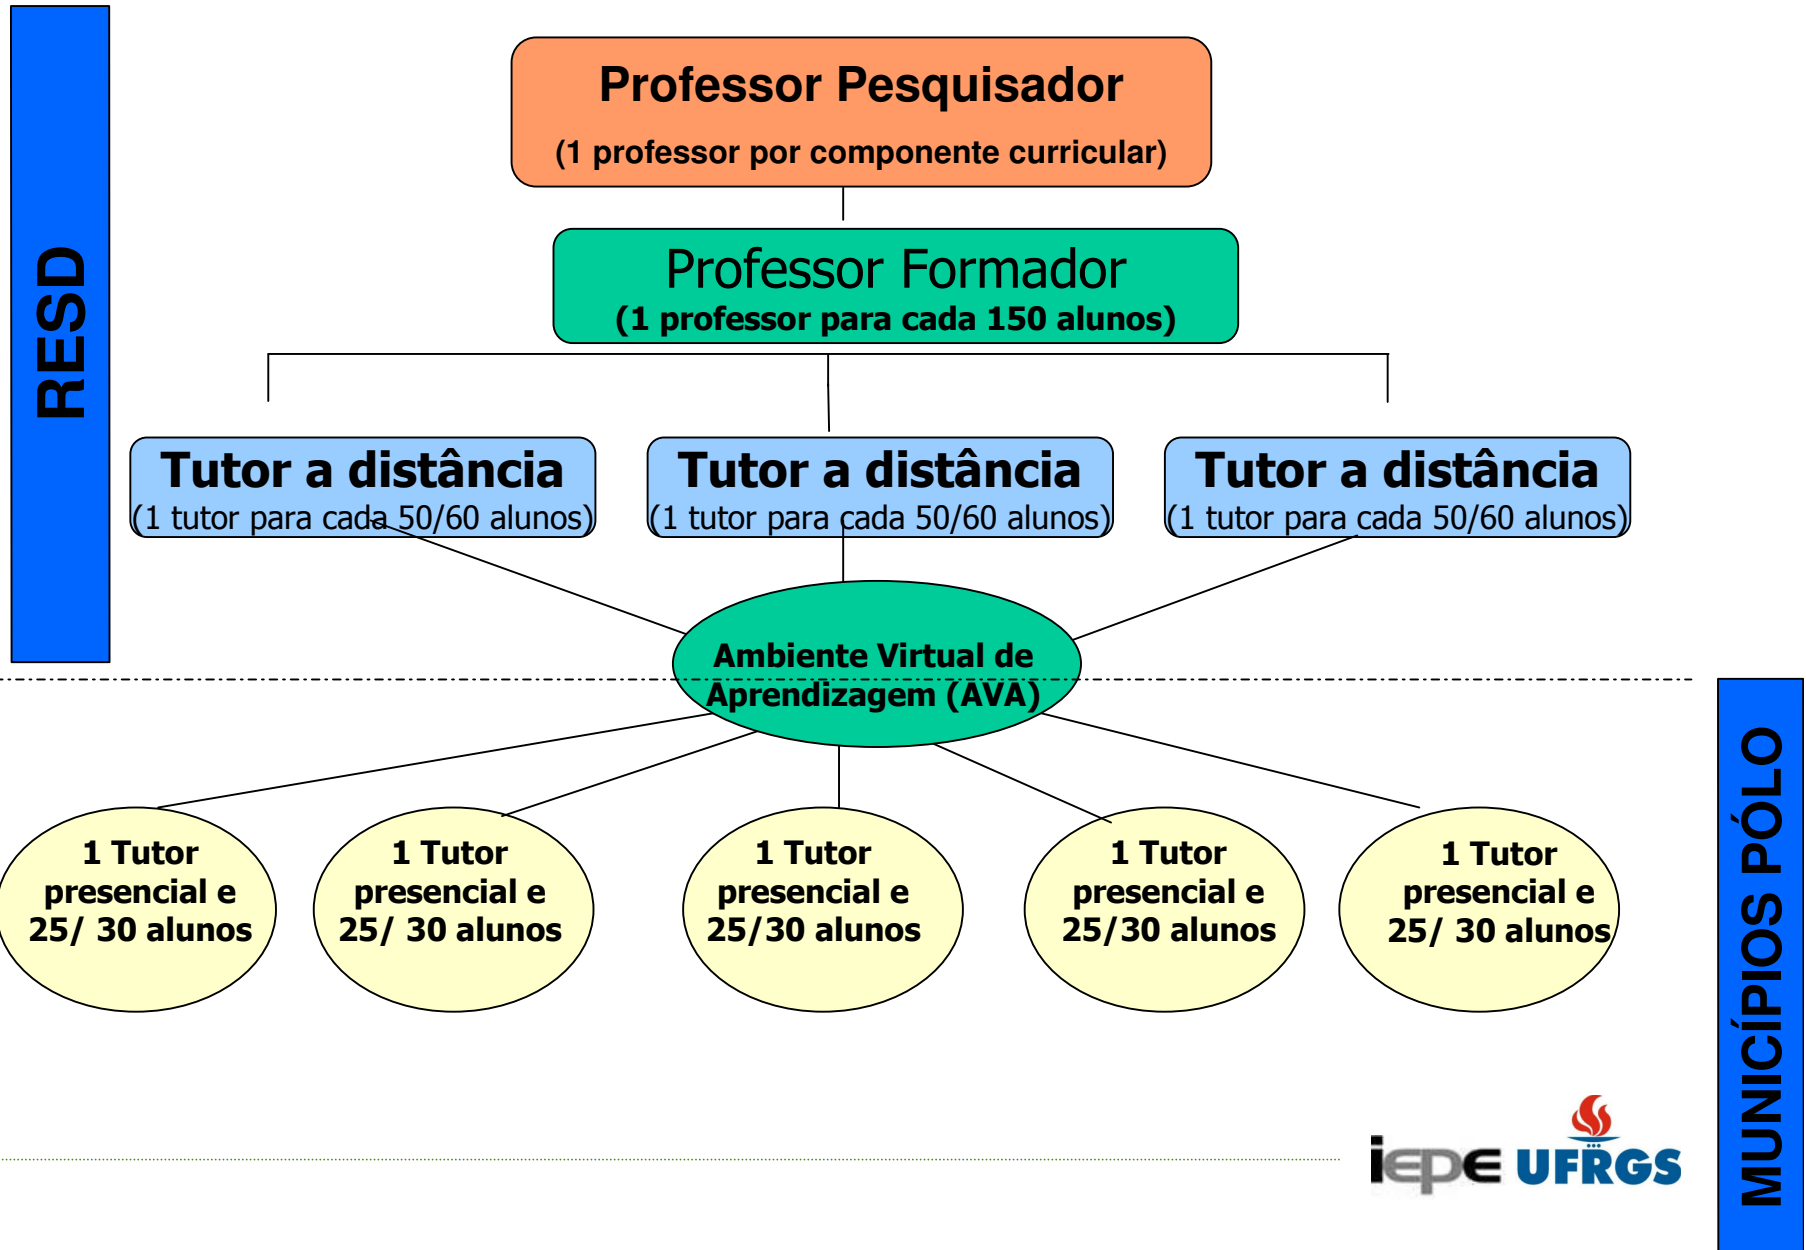 RESD
Professor Pesquisador
(1 professor por componente curricular)
Professor Formador
(1 professor para cada 150 alunos)
Tutor a distância
(1 tutor para cada 50/60 alunos)
Tutor a distância
(1 tutor para cada 50/60 alunos)
Tutor a distância
(1 tutor para cada 50/60 alunos)
Ambiente Virtual de
Aprendizagem (AVA)
1 Tutor
presencial e
25/ 30 alunos
1 Tutor
presencial e
25/ 30 alunos
1 Tutor
presencial e
25/30 alunos
1 Tutor
presencial e
25/30 alunos
1 Tutor
presencial e
25/ 30 alunos
MUNICÍPIOS PÓLO
iepe UFRGS